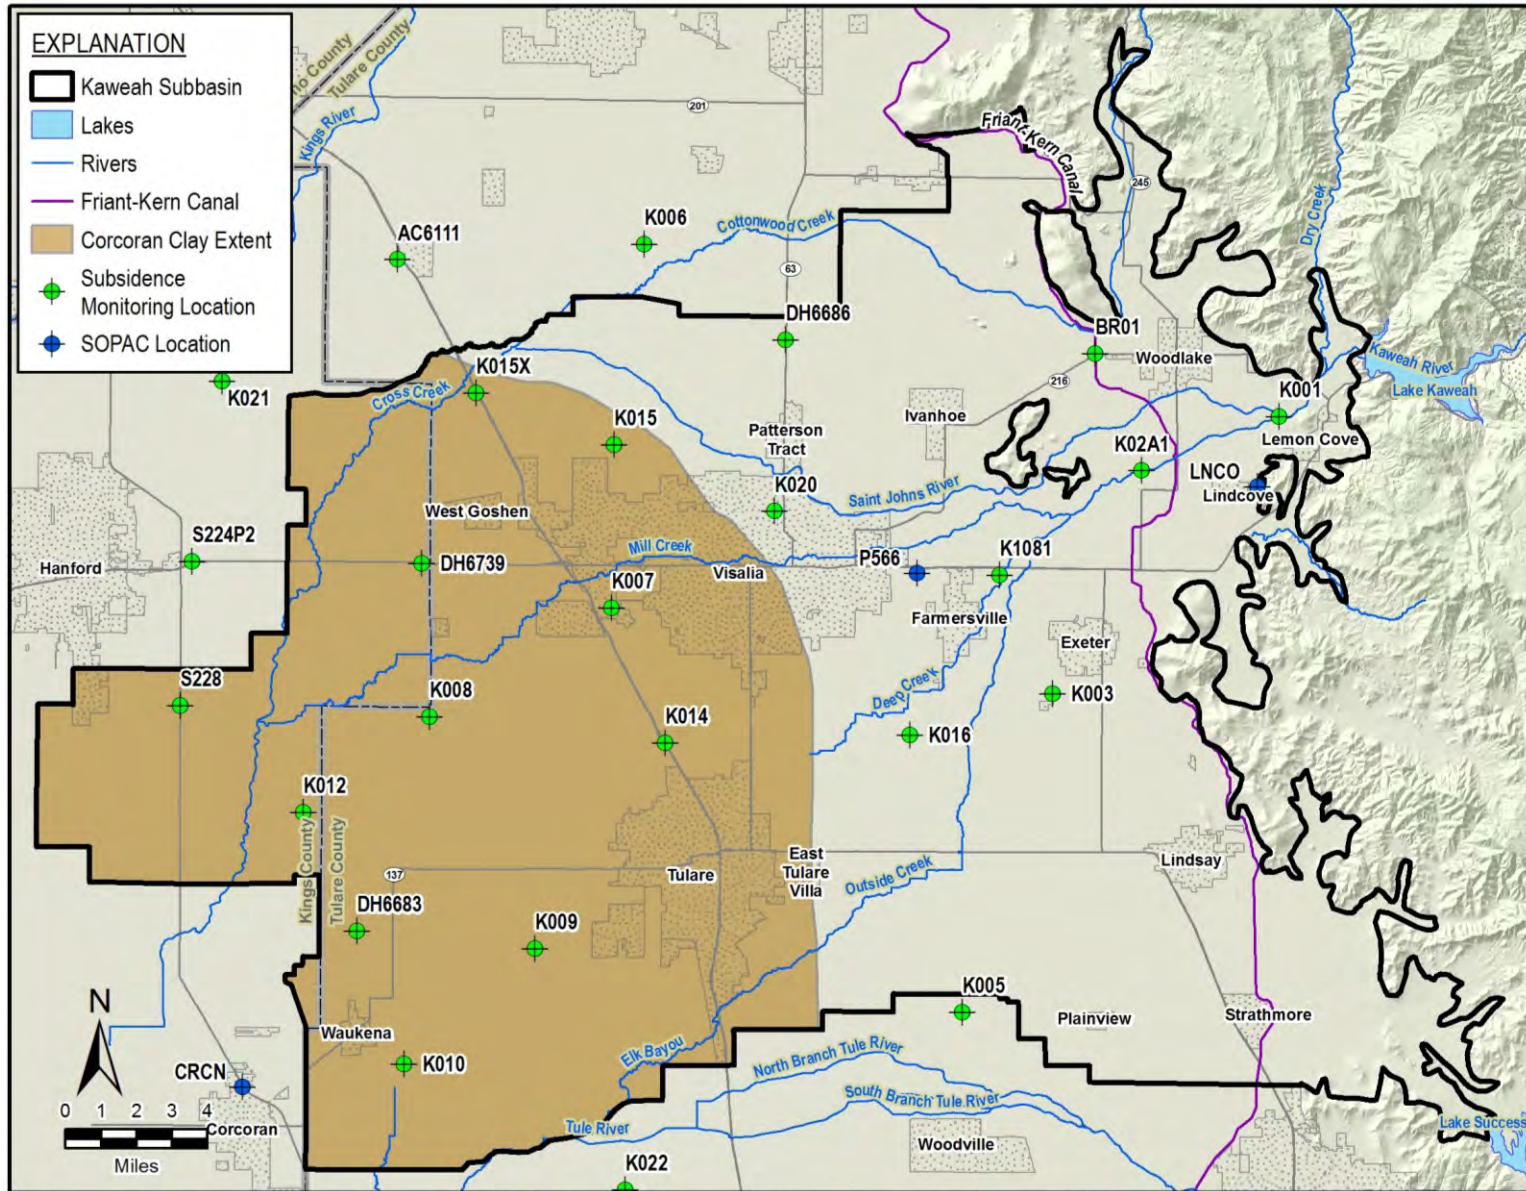 EXPLANATION
Kaweah Subbasin
Lakes
Rivers
Friant-Kern Canal
Corcoran Clay Extent
Subsidence
Monitoring Location
SOPAC Location
County
Tulare County
Kings River
201
Friant-Kern Canal
245
Dry Creek
AC6111
K006
Cottonwood Creek
63
DH6686
BR01
Woodlake
Kaweah River
Lake Kaweah
216
K021
Cross Creek
K015X
K015
Patterson
Tract
Ivanhoe
K001
Lemon Cove
K02A1
LNCO
Lindcove
K020
Saint Johns River
West Goshen
S224P2
Hanford
DH6739
Mill Creek
Visalia
P566
K1081
K007
Farmersville
Exeter
S228
K008
K014
Deep Creek
K016
K003
K012
Kings County
Tulare County
137
Tulare
East
Tulare
Villa
Outside Creek
Lindsay
DH6683
K009
K005
Plainview
Strathmore
N
Waukena
K010
Elk Bayou
North Branch Tule River
South Branch Tule River
CRCN
0 1 2 3 4
Miles
Corcoran
Tule River
Woodville
Lake Success
K022